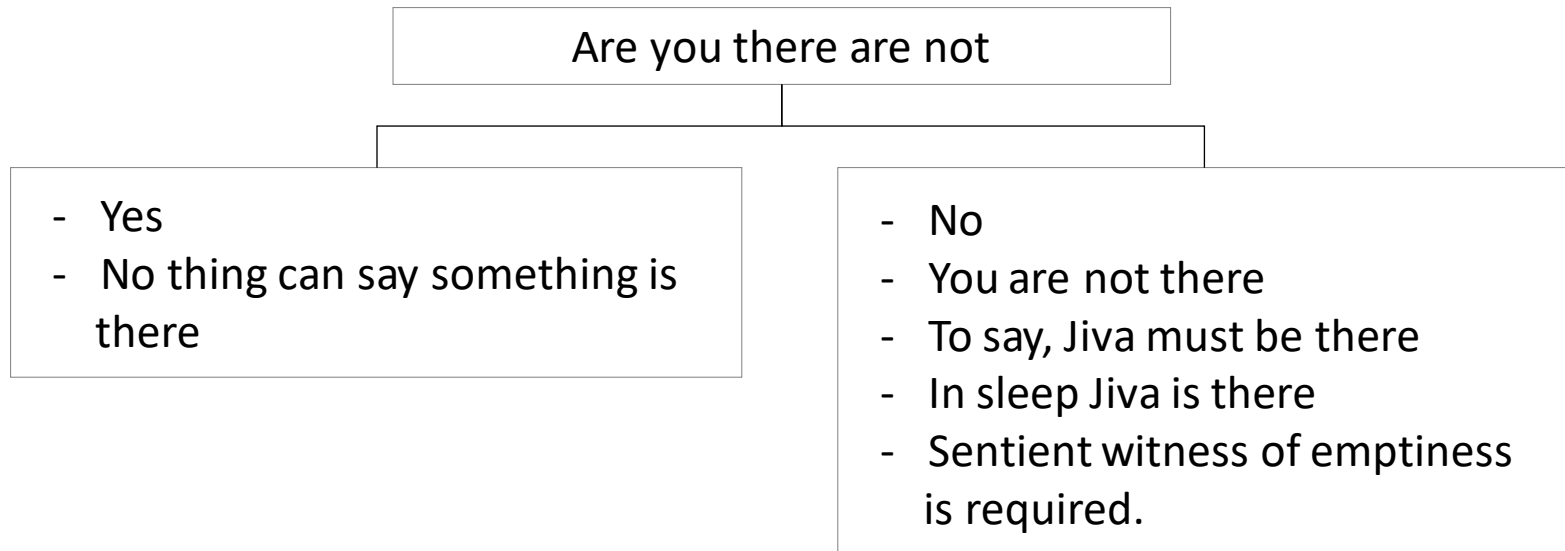 Are you there are not
- Yes
- No thing can say something is
there
- No
- You are not there
- To say, Jiva must be there
- In sleep Jiva is there
- Sentient witness of emptiness
is required.